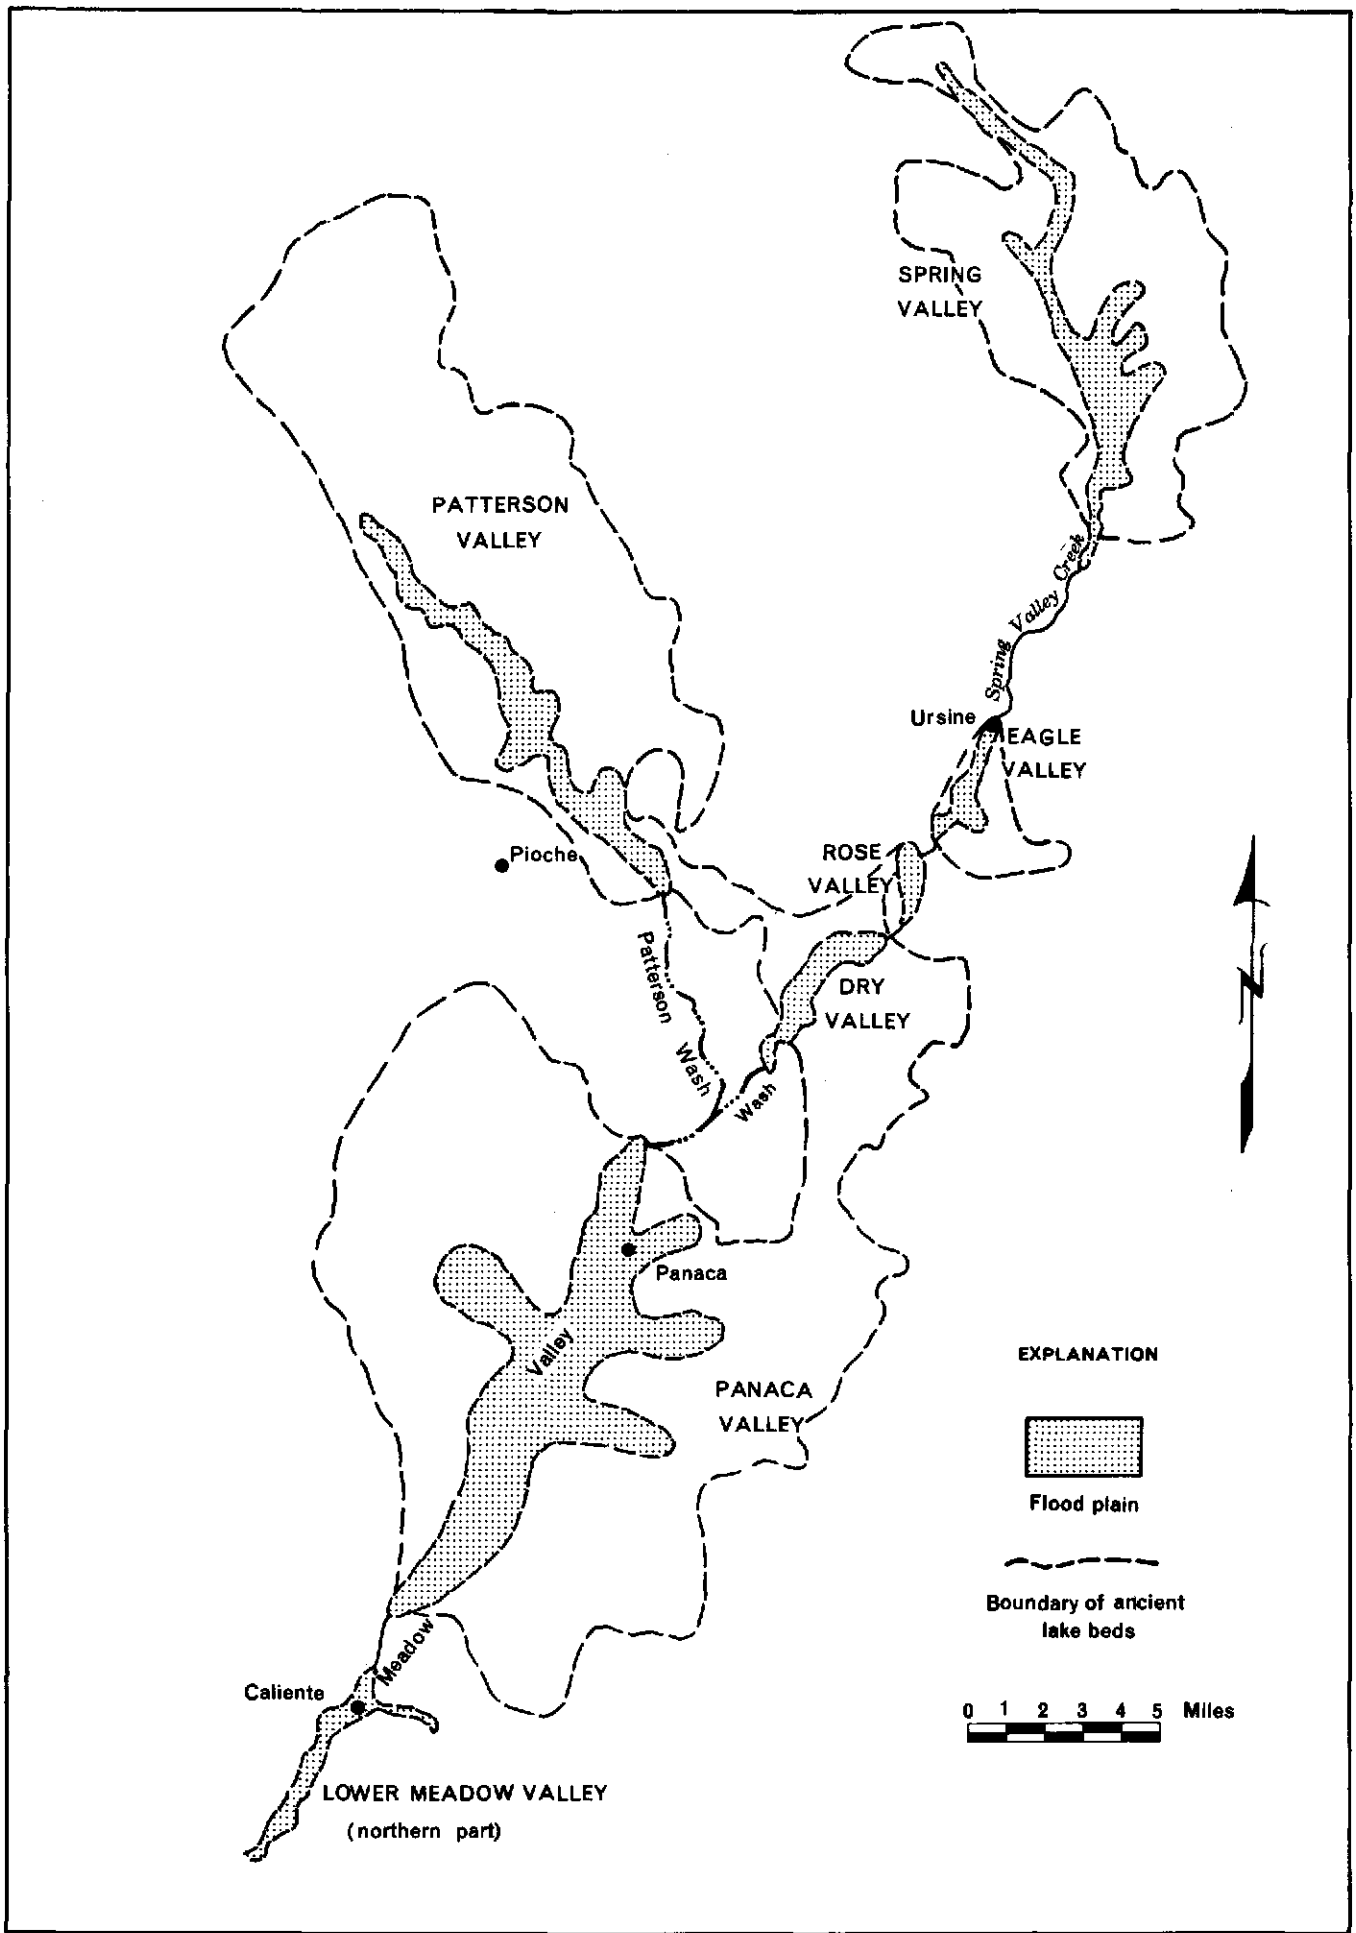 SPRING
VALLEY
PATTERSON
VALLEY
Spring Valley Creek
Ursine
EAGLE
VALLEY
Pioche
ROSE
VALLEY
Patterson Wash
DRY
VALLEY
Wash
Panaca
Valley
PANACA
VALLEY
Meadow
Caliente
LOWER MEADOW VALLEY
(northern part)
N
EXPLANATION
Flood plain
Boundary of ancient
lake beds
0 1 2 3 4 5 Miles